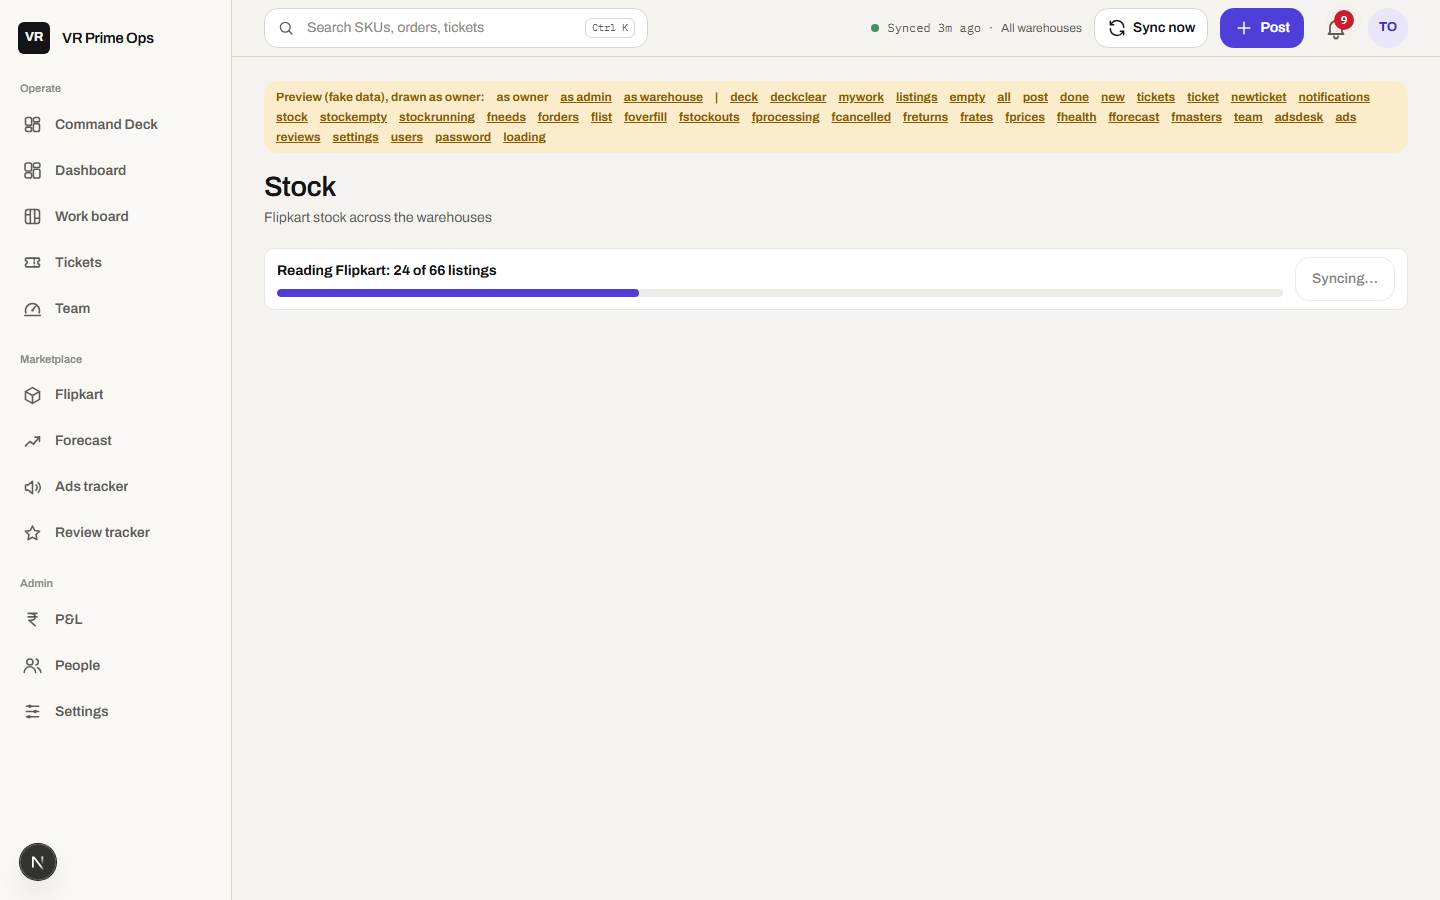 VR
VR Prime Ops
Search SKUs, orders, tickets
Ctrl K
Synced 3m ago · All warehouses
Sync now
Post
9
TO
Operate
Command Deck
Dashboard
Work board
Tickets
Team
Marketplace
Flipkart
Forecast
Ads tracker
Review tracker
Admin
P&L
People
Settings
N
Preview (fake data), drawn as owner: as owner as admin as warehouse | deck deckclear mywork listings empty all post done new tickets ticket newticket notifications
stock stockempty stockrunning fneeds forders flist foverfill fstockouts fprocessing fcancelled freturns frates fprices fhealth fforecast fmasters team adsdesk ads
reviews settings users password loading
Stock
Flipkart stock across the warehouses
Reading Flipkart: 24 of 66 listings
Syncing...